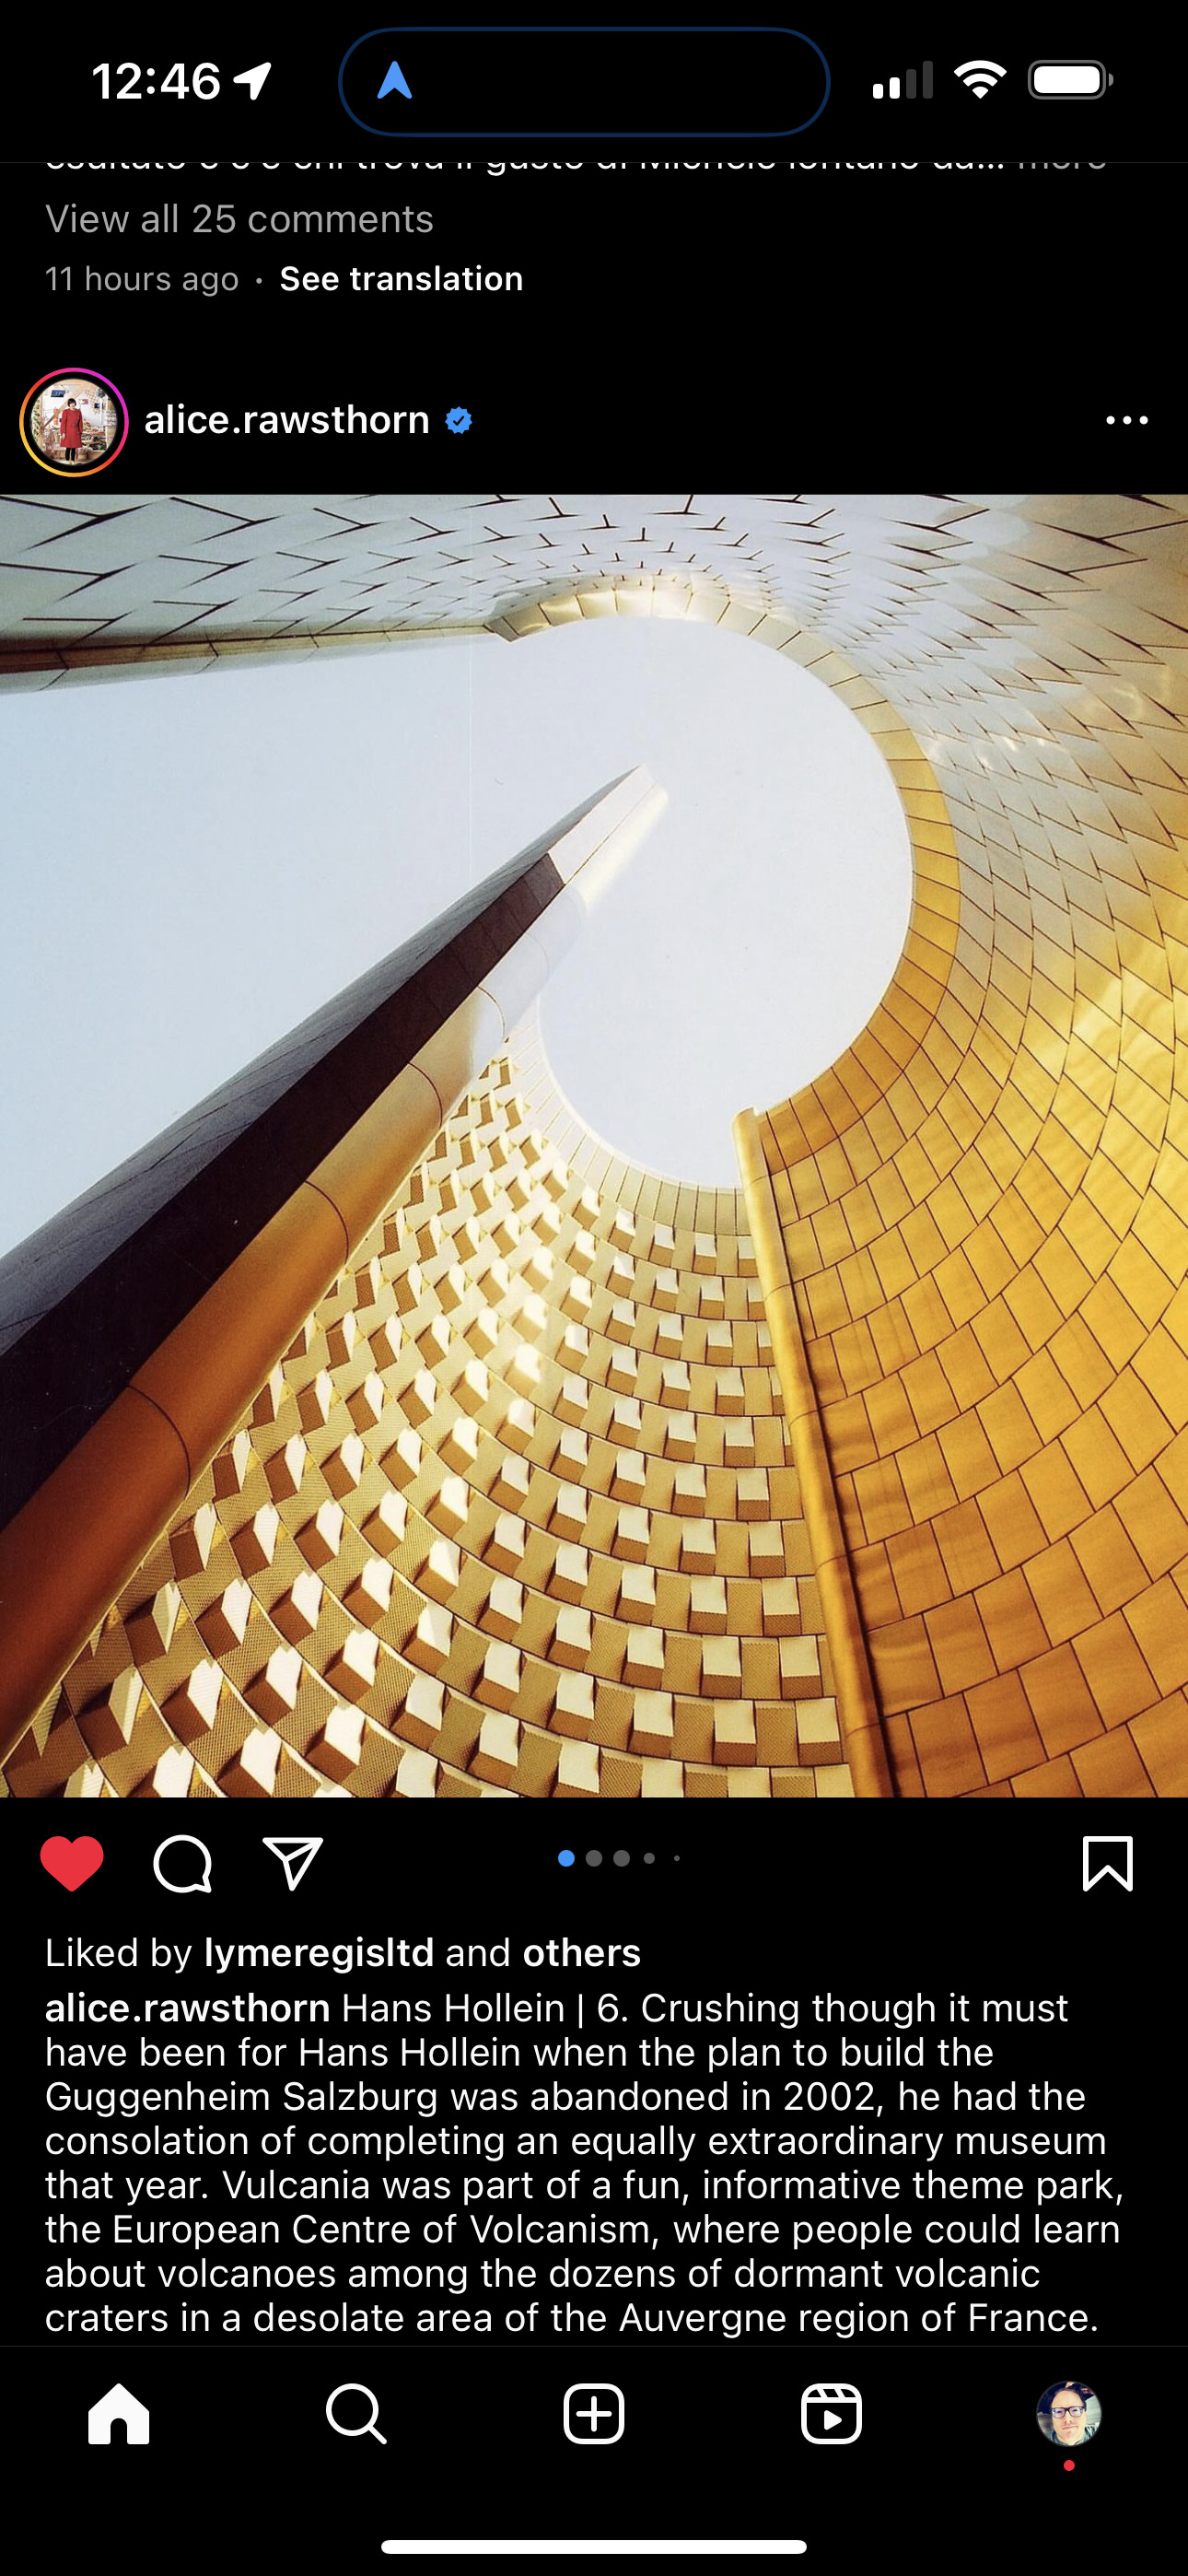 12:46
more
View all 25 comments
11 hours ago • See translation
alice.rawsthorn
Liked by lymeregisltd and others
alice.rawsthorn Hans Hollein | 6. Crushing though it must
have been for Hans Hollein when the plan to build the
Guggenheim Salzburg was abandoned in 2002, he had the
consolation of completing an equally extraordinary museum
that year. Vulcania was part of a fun, informative theme park,
the European Centre of Volcanism, where people could learn
about volcanoes among the dozens of dormant volcanic
craters in a desolate area of the Auvergne region of France.